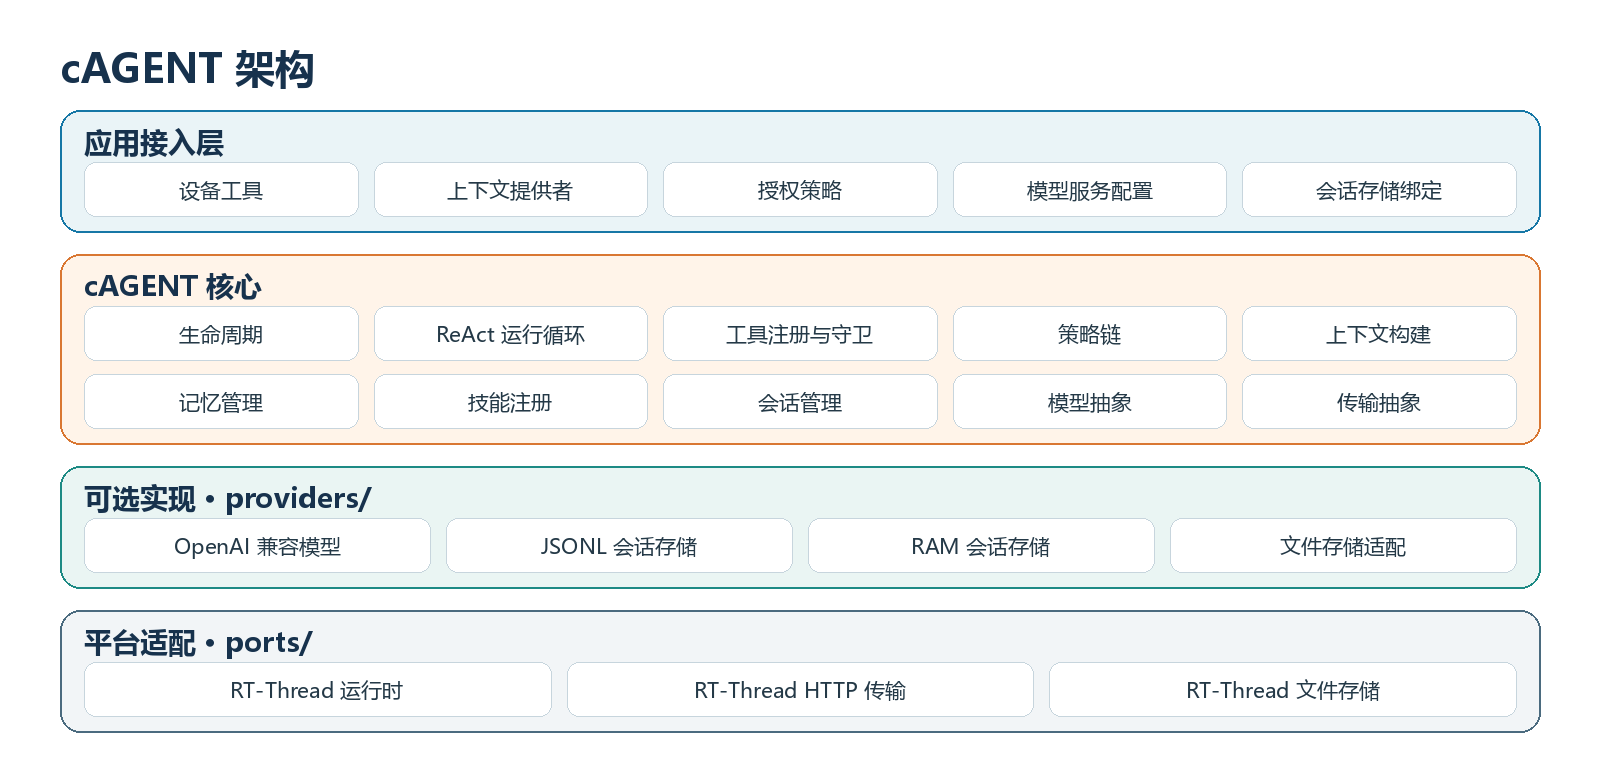 cAGENT 架构
应用接入层
设备工具
上下文提供者
授权策略
模型服务配置
会话存储绑定
cAGENT 核心
生命周期
ReAct 运行循环
工具注册与守卫
策略链
上下文构建
记忆管理
技能注册
会话管理
模型抽象
传输抽象
可选实现 • providers/
OpenAI 兼容模型
JSONL 会话存储
RAM 会话存储
文件存储适配
平台适配 • ports/
RT-Thread 运行时
RT-Thread HTTP 传输
RT-Thread 文件存储